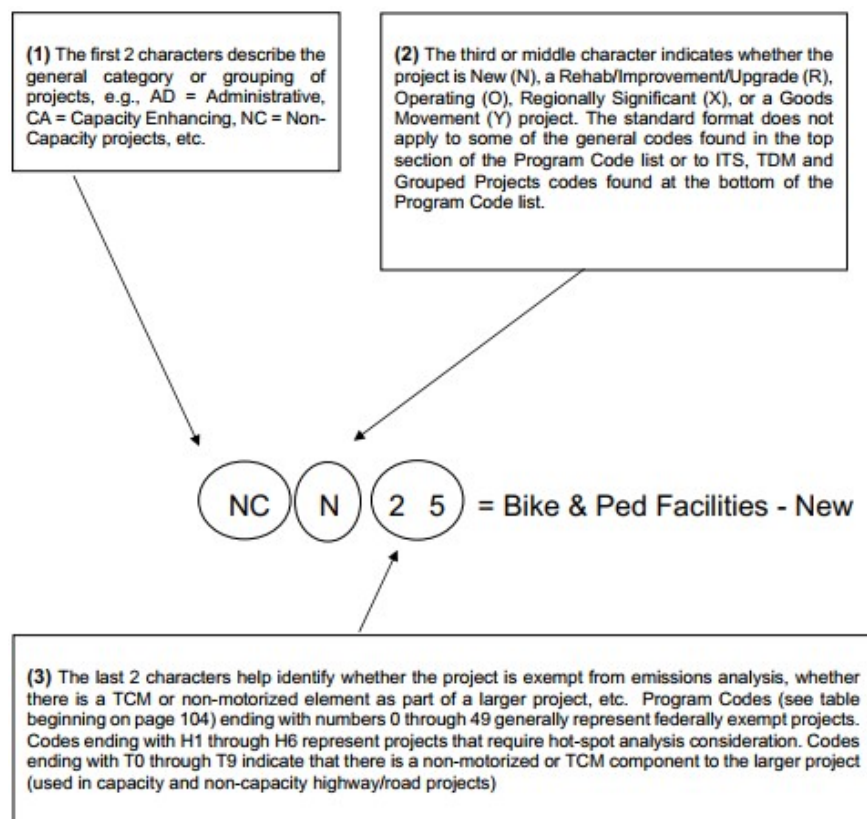 (1) The first 2 characters describe the
general category or grouping of
projects, e.g., AD = Administrative,
CA = Capacity Enhancing, NC = Non-
Capacity projects, etc.
(2) The third or middle character indicates whether the
project is New (N), a Rehab/Improvement/Upgrade (R),
Operating (O), Regionally Significant (X), or a Goods
Movement (Y) project. The standard format does not
apply to some of the general codes found in the top
section of the Program Code list or to ITS, TDM and
Grouped Projects codes found at the bottom of the
Program Code list.
NC N 2 5 = Bike & Ped Facilities - New
(3) The last 2 characters help identify whether the project is exempt from emissions analysis, whether
there is a TCM or non-motorized element as part of a larger project, etc. Program Codes (see table
beginning on page 104) ending with numbers 0 through 49 generally represent federally exempt projects.
Codes ending with H1 through H6 represent projects that require hot-spot analysis consideration. Codes
ending with T0 through T9 indicate that there is a non-motorized or TCM component to the larger project
(used in capacity and non-capacity highway/road projects)